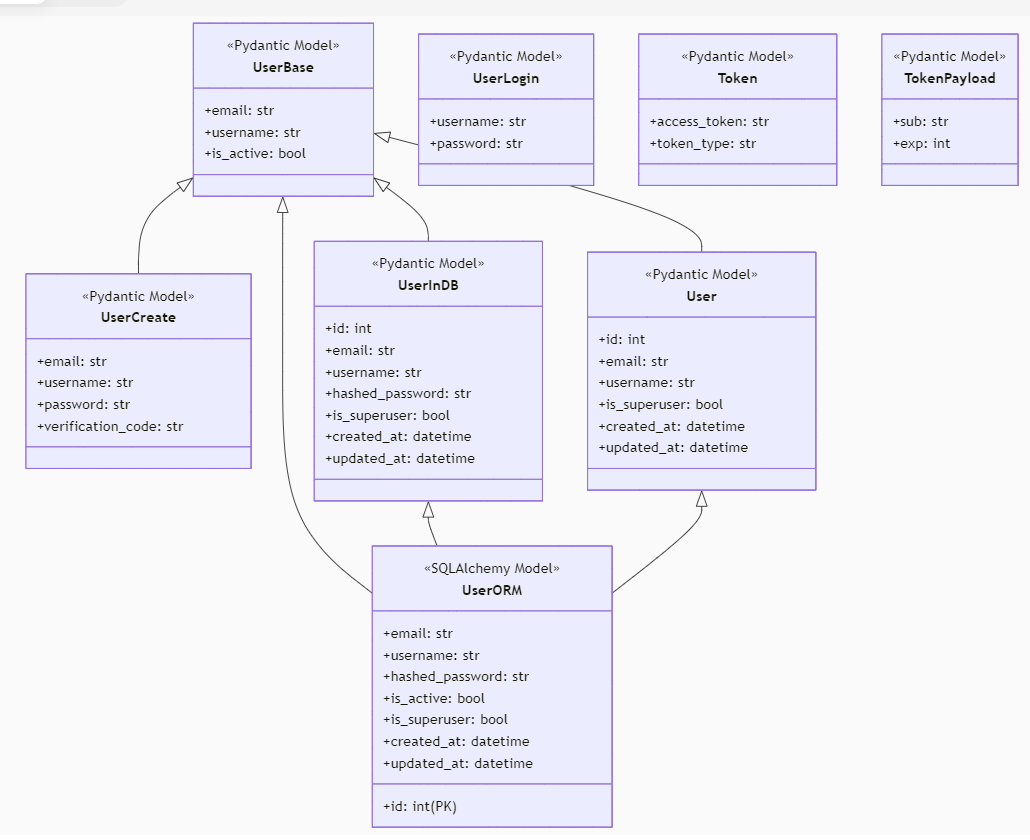 «Pydantic Model»
UserBase
+email: str
+username: str
+is_active: bool
«Pydantic Model»
UserLogin
+username: str
+password: str
«Pydantic Model»
Token
+access_token: str
+token_type: str
«Pydantic Model»
TokenPayload
+sub: str
+exp: int
«Pydantic Model»
UserCreate
+email: str
+username: str
+password: str
+verification_code: str
«Pydantic Model»
UserInDB
+id: int
+email: str
+username: str
+hashed_password: str
+is_superuser: bool
+created_at: datetime
+updated_at: datetime
«Pydantic Model»
User
+id: int
+email: str
+username: str
+is_superuser: bool
+created_at: datetime
+updated_at: datetime
«SQLAlchemy Model»
UserORM
+email: str
+username: str
+hashed_password: str
+is_active: bool
+is_superuser: bool
+created_at: datetime
+updated_at: datetime
+id: int(PK)